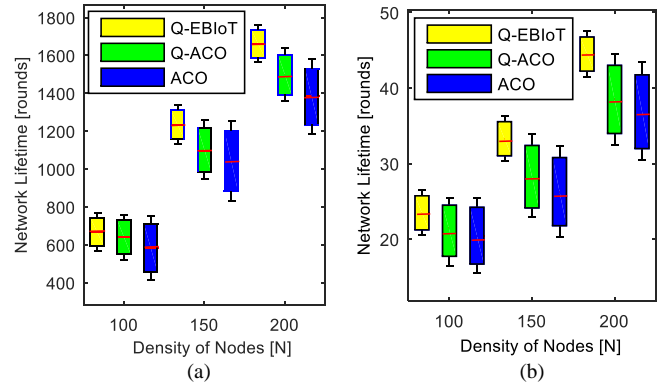 1800
1600
1400
1200
1000
800
600
400
Network Lifetime [rounds]
Q-EBIoT
Q-ACO
ACO
100
150
200
Density of Nodes [N]
(a)
50
40
30
20
Network Lifetime [rounds]
Q-EBIoT
Q-ACO
ACO
100
150
200
Density of Nodes [N]
(b)